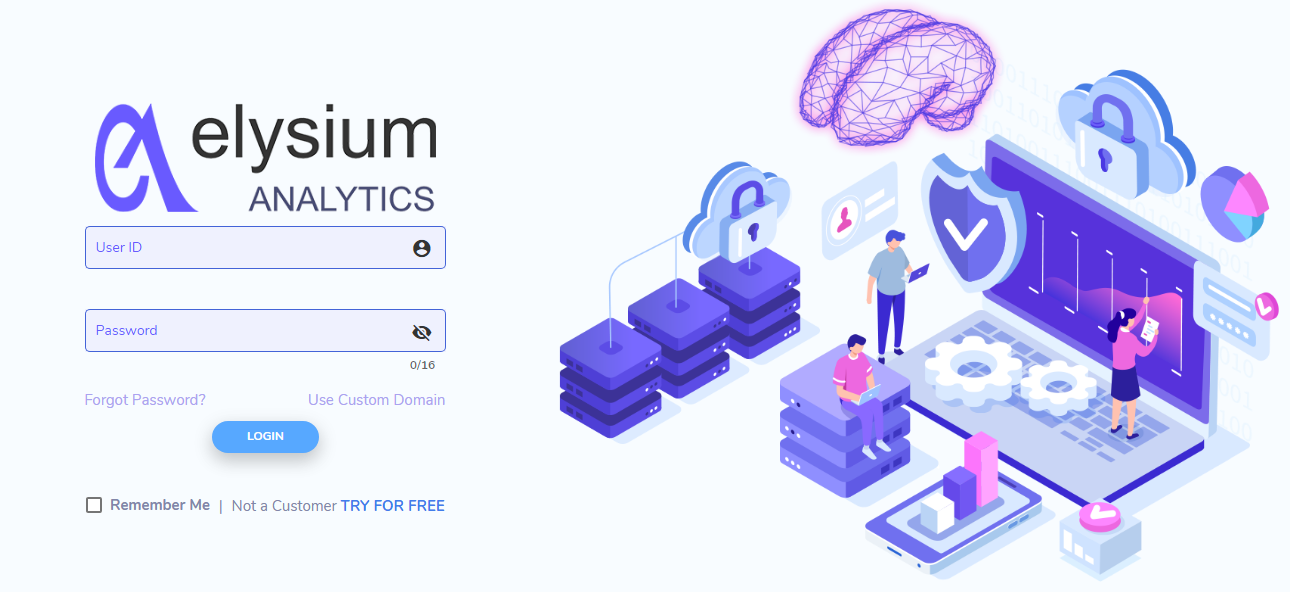 elysium
ANALYTICS
User ID
Password
0/16
Forgot Password? Use Custom Domain
LOGIN
Remember Me | Not a Customer TRY FOR FREE